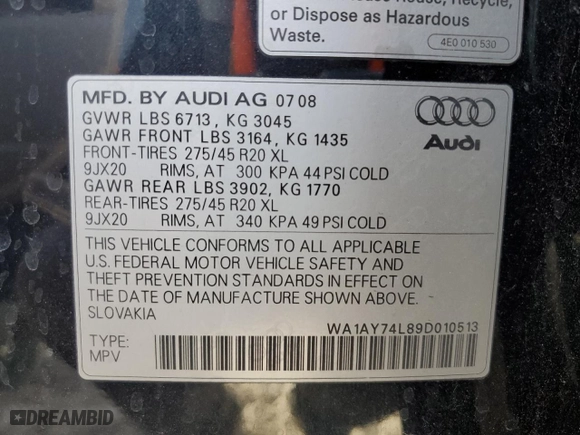 or Dispose as Hazardous
Waste.
4E0 010 530
MFD. BY AUDI AG 07 08
GVWR LBS 6713, KG 3045
GAWR FRONT LBS 3164, KG 1435
FRONT-TIRES 275/45 R20 XL
9JX20 RIMS, AT 300 KPA 44 PSI COLD
GAWR REAR LBS 3902, KG 1770
REAR-TIRES 275/45 R20 XL
9JX20 RIMS, AT 340 KPA 49 PSI COLD
Audi
THIS VEHICLE CONFORMS TO ALL APPLICABLE
U.S. FEDERAL MOTOR VEHICLE SAFETY AND
THEFT PREVENTION STANDARDS IN EFFECT ON
THE DATE OF MANUFACTURE SHOWN ABOVE.
SLOVAKIA
WA1AY74L89D010513
TYPE:
MPV
DREAMBID